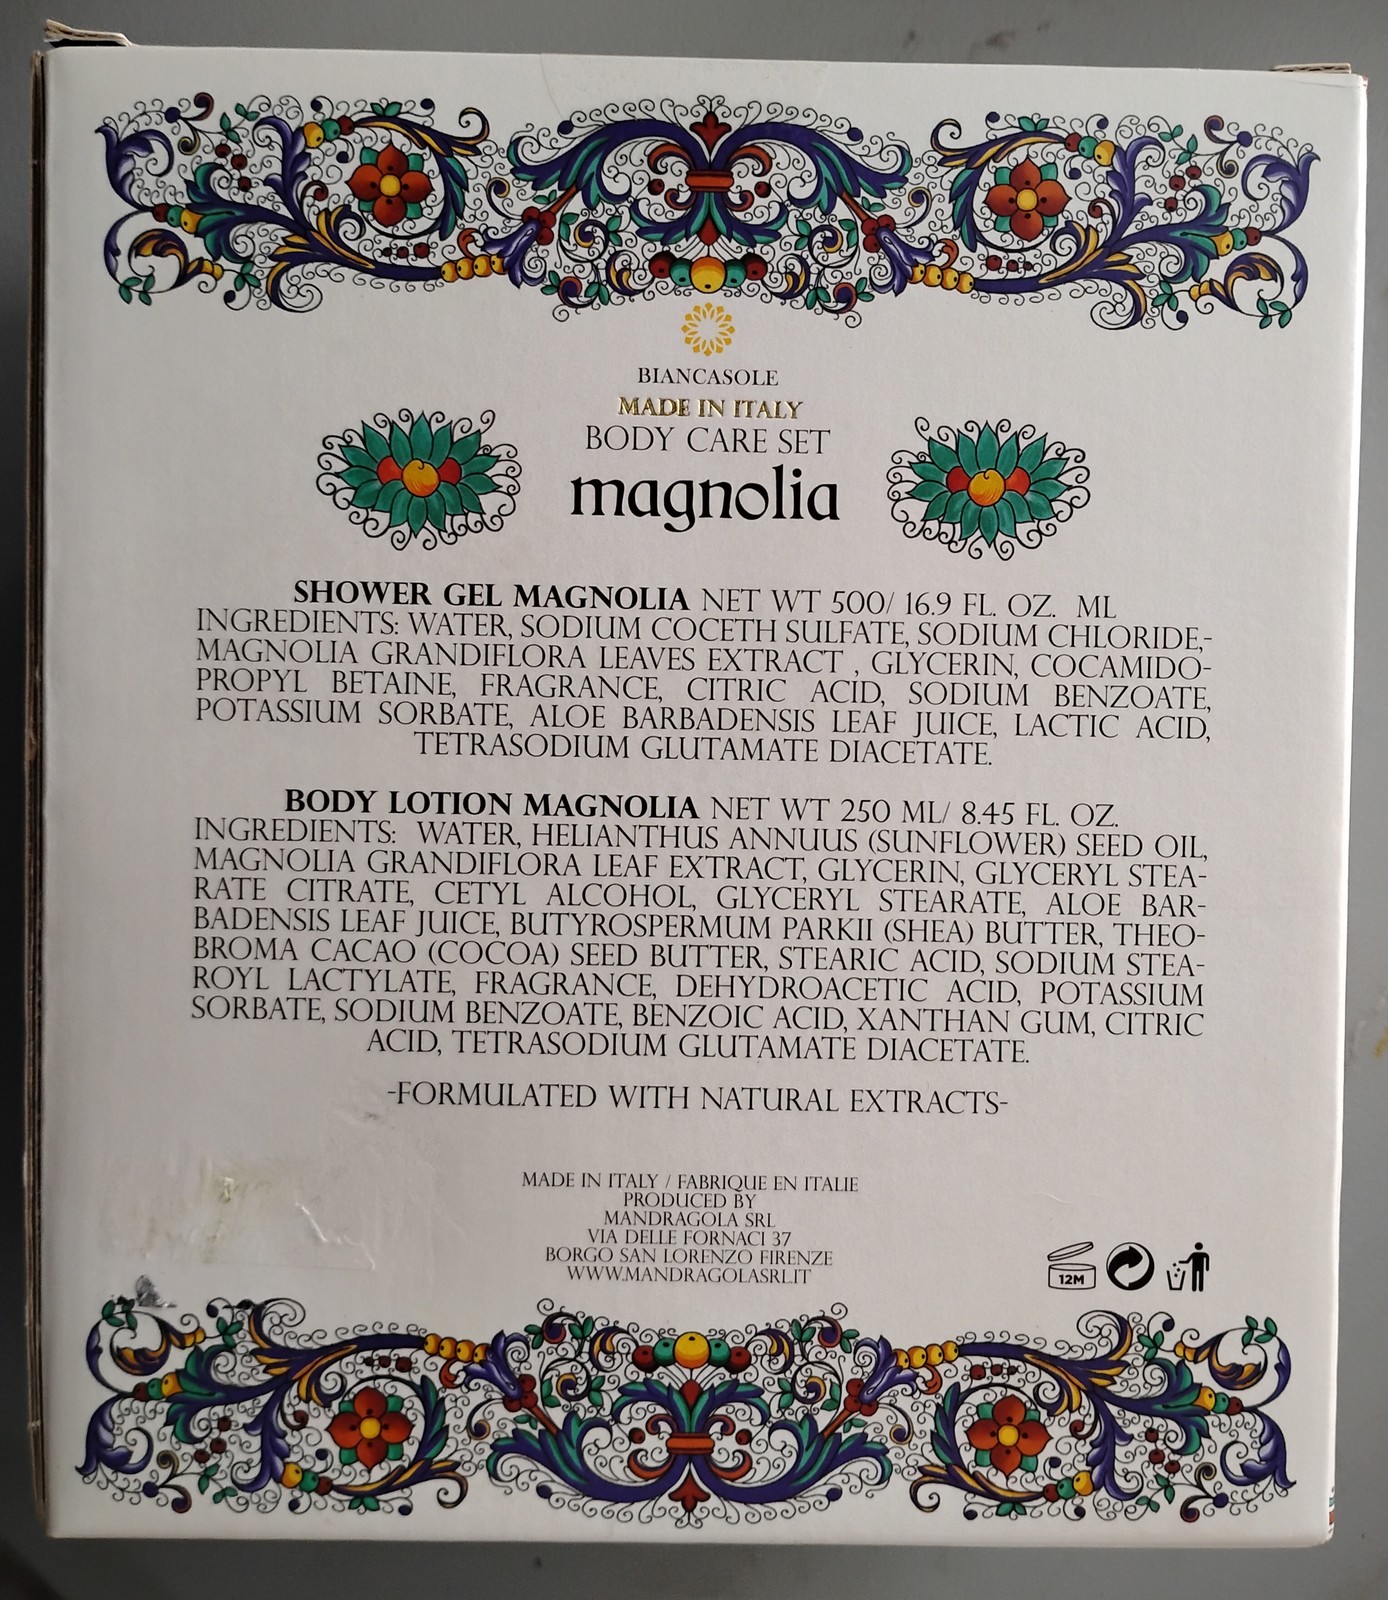 BIANCASOLE
MADE IN ITALY
BODY CARE SET
magnolia
SHOWER GEL MAGNOLIA NET WT 500/ 16.9 FL. OZ. ML
INGREDIENTS: WATER, SODIUM COCETH SULFATE, SODIUM CHLORIDE,-
MAGNOLIA GRANDIFLORA LEAVES EXTRACT , GLYCERIN, COCAMIDO-
PROPYL BETAINE, FRAGRANCE, CITRIC ACID, SODIUM BENZOATE,
POTASSIUM SORBATE, ALOE BARBADENSIS LEAF JUICE, LACTIC ACID,
TETRASODIUM GLUTAMATE DIACETATE.
BODY LOTION MAGNOLIA NET WT 250 ML/ 8.45 FL. OZ.
INGREDIENTS: WATER, HELIANTHUS ANNUUS (SUNFLOWER) SEED OIL,
MAGNOLIA GRANDIFLORA LEAF EXTRACT, GLYCERIN, GLYCERYL STEA-
RATE CITRATE, CETYL ALCOHOL, GLYCERYL STEARATE, ALOE BAR-
BADENSIS LEAF JUICE, BUTYROSPERMUM PARKII (SHEA) BUTTER, THEO-
BROMA CACAO (COCOA) SEED BUTTER, STEARIC ACID, SODIUM STEA-
ROYL LACTYLATE, FRAGRANCE, DEHYDROACETIC ACID, POTASSIUM
SORBATE, SODIUM BENZOATE, BENZOIC ACID, XANTHAN GUM, CITRIC
ACID, TETRASODIUM GLUTAMATE DIACETATE.
-FORMULATED WITH NATURAL EXTRACTS-
MADE IN ITALY / FABRIQUE EN ITALIE
PRODUCED BY
MANDRAGOLA SRL
VIA DELLE FORNACI 37
BORGO SAN LORENZO FIRENZE
WWW.MANDRAGOLASRL.IT
12M